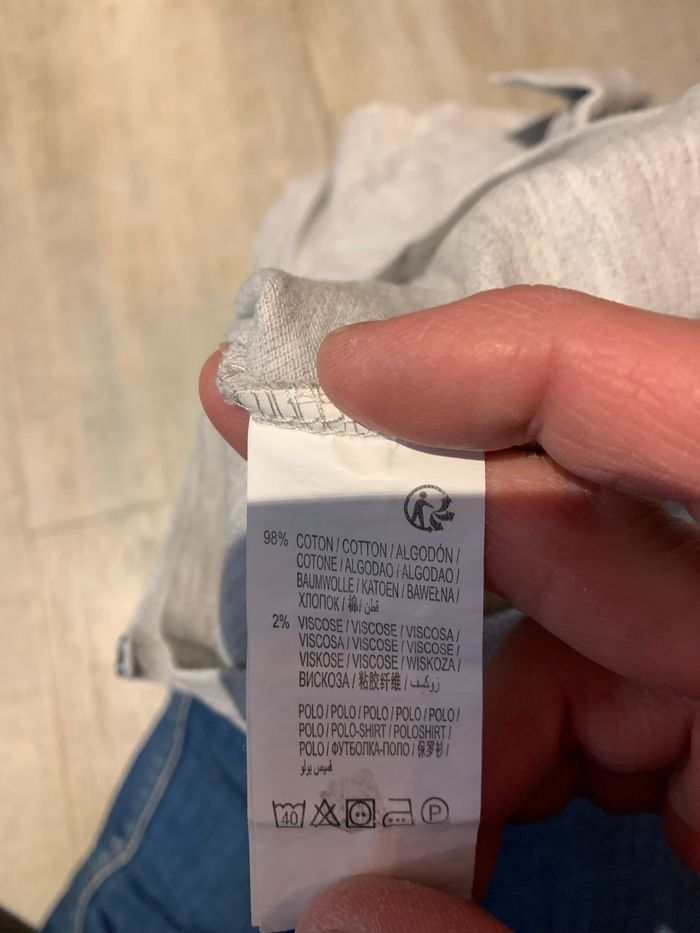 98% COTON / COTTON / ALGODÓN /
COTONE / ALGODAO / ALGODAO /
BAUMWOLLE / KATOEN / BAWEŁNA /
ХЛОПОК / 棉 / قطن
2% VISCOSE / VISCOSE / VISCOSA /
VISCOSA / VISCOSE / VISCOSE /
VISKOSE / VISCOSE / WISKOZA /
ВИСКОЗА / 粘胶纤维 /
POLO / POLO / POLO / POLO / POLO /
POLO / POLO-SHIRT / POLOSHIRT /
POLO / ФУТБОЛКА-ПОЛО / 保罗衫 /
قميص بولو
40 P